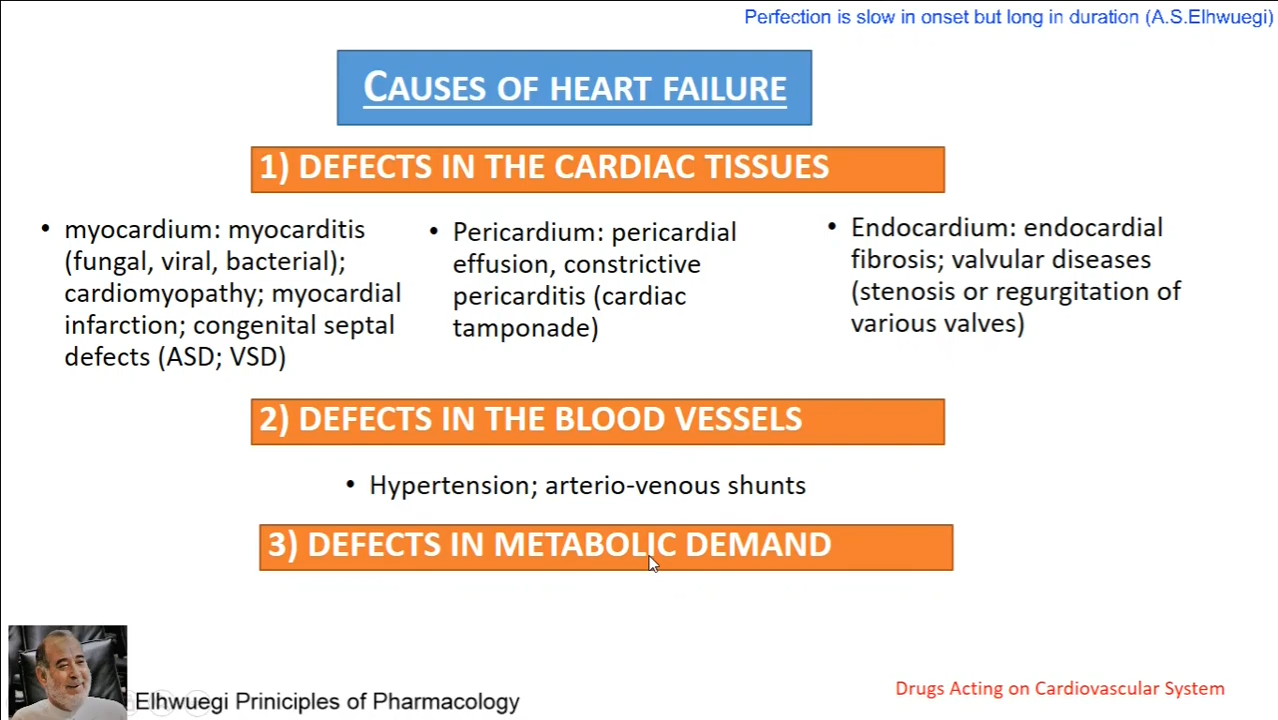 Perfection is slow in onset but long in duration (A.S.Elhwuegi)
CAUSES OF HEART FAILURE
1) DEFECTS IN THE CARDIAC TISSUES
• myocardium: myocarditis
(fungal, viral, bacterial);
cardiomyopathy; myocardial
infarction; congenital septal
defects (ASD; VSD)
• Pericardium: pericardial
effusion, constrictive
pericarditis (cardiac
tamponade)
• Endocardium: endocardial
fibrosis; valvular diseases
(stenosis or regurgitation of
various valves)
2) DEFECTS IN THE BLOOD VESSELS
• Hypertension; arterio-venous shunts
3) DEFECTS IN METABOLIC DEMAND
Elhwuegi Priniciples of Pharmacology
Drugs Acting on Cardiovascular System